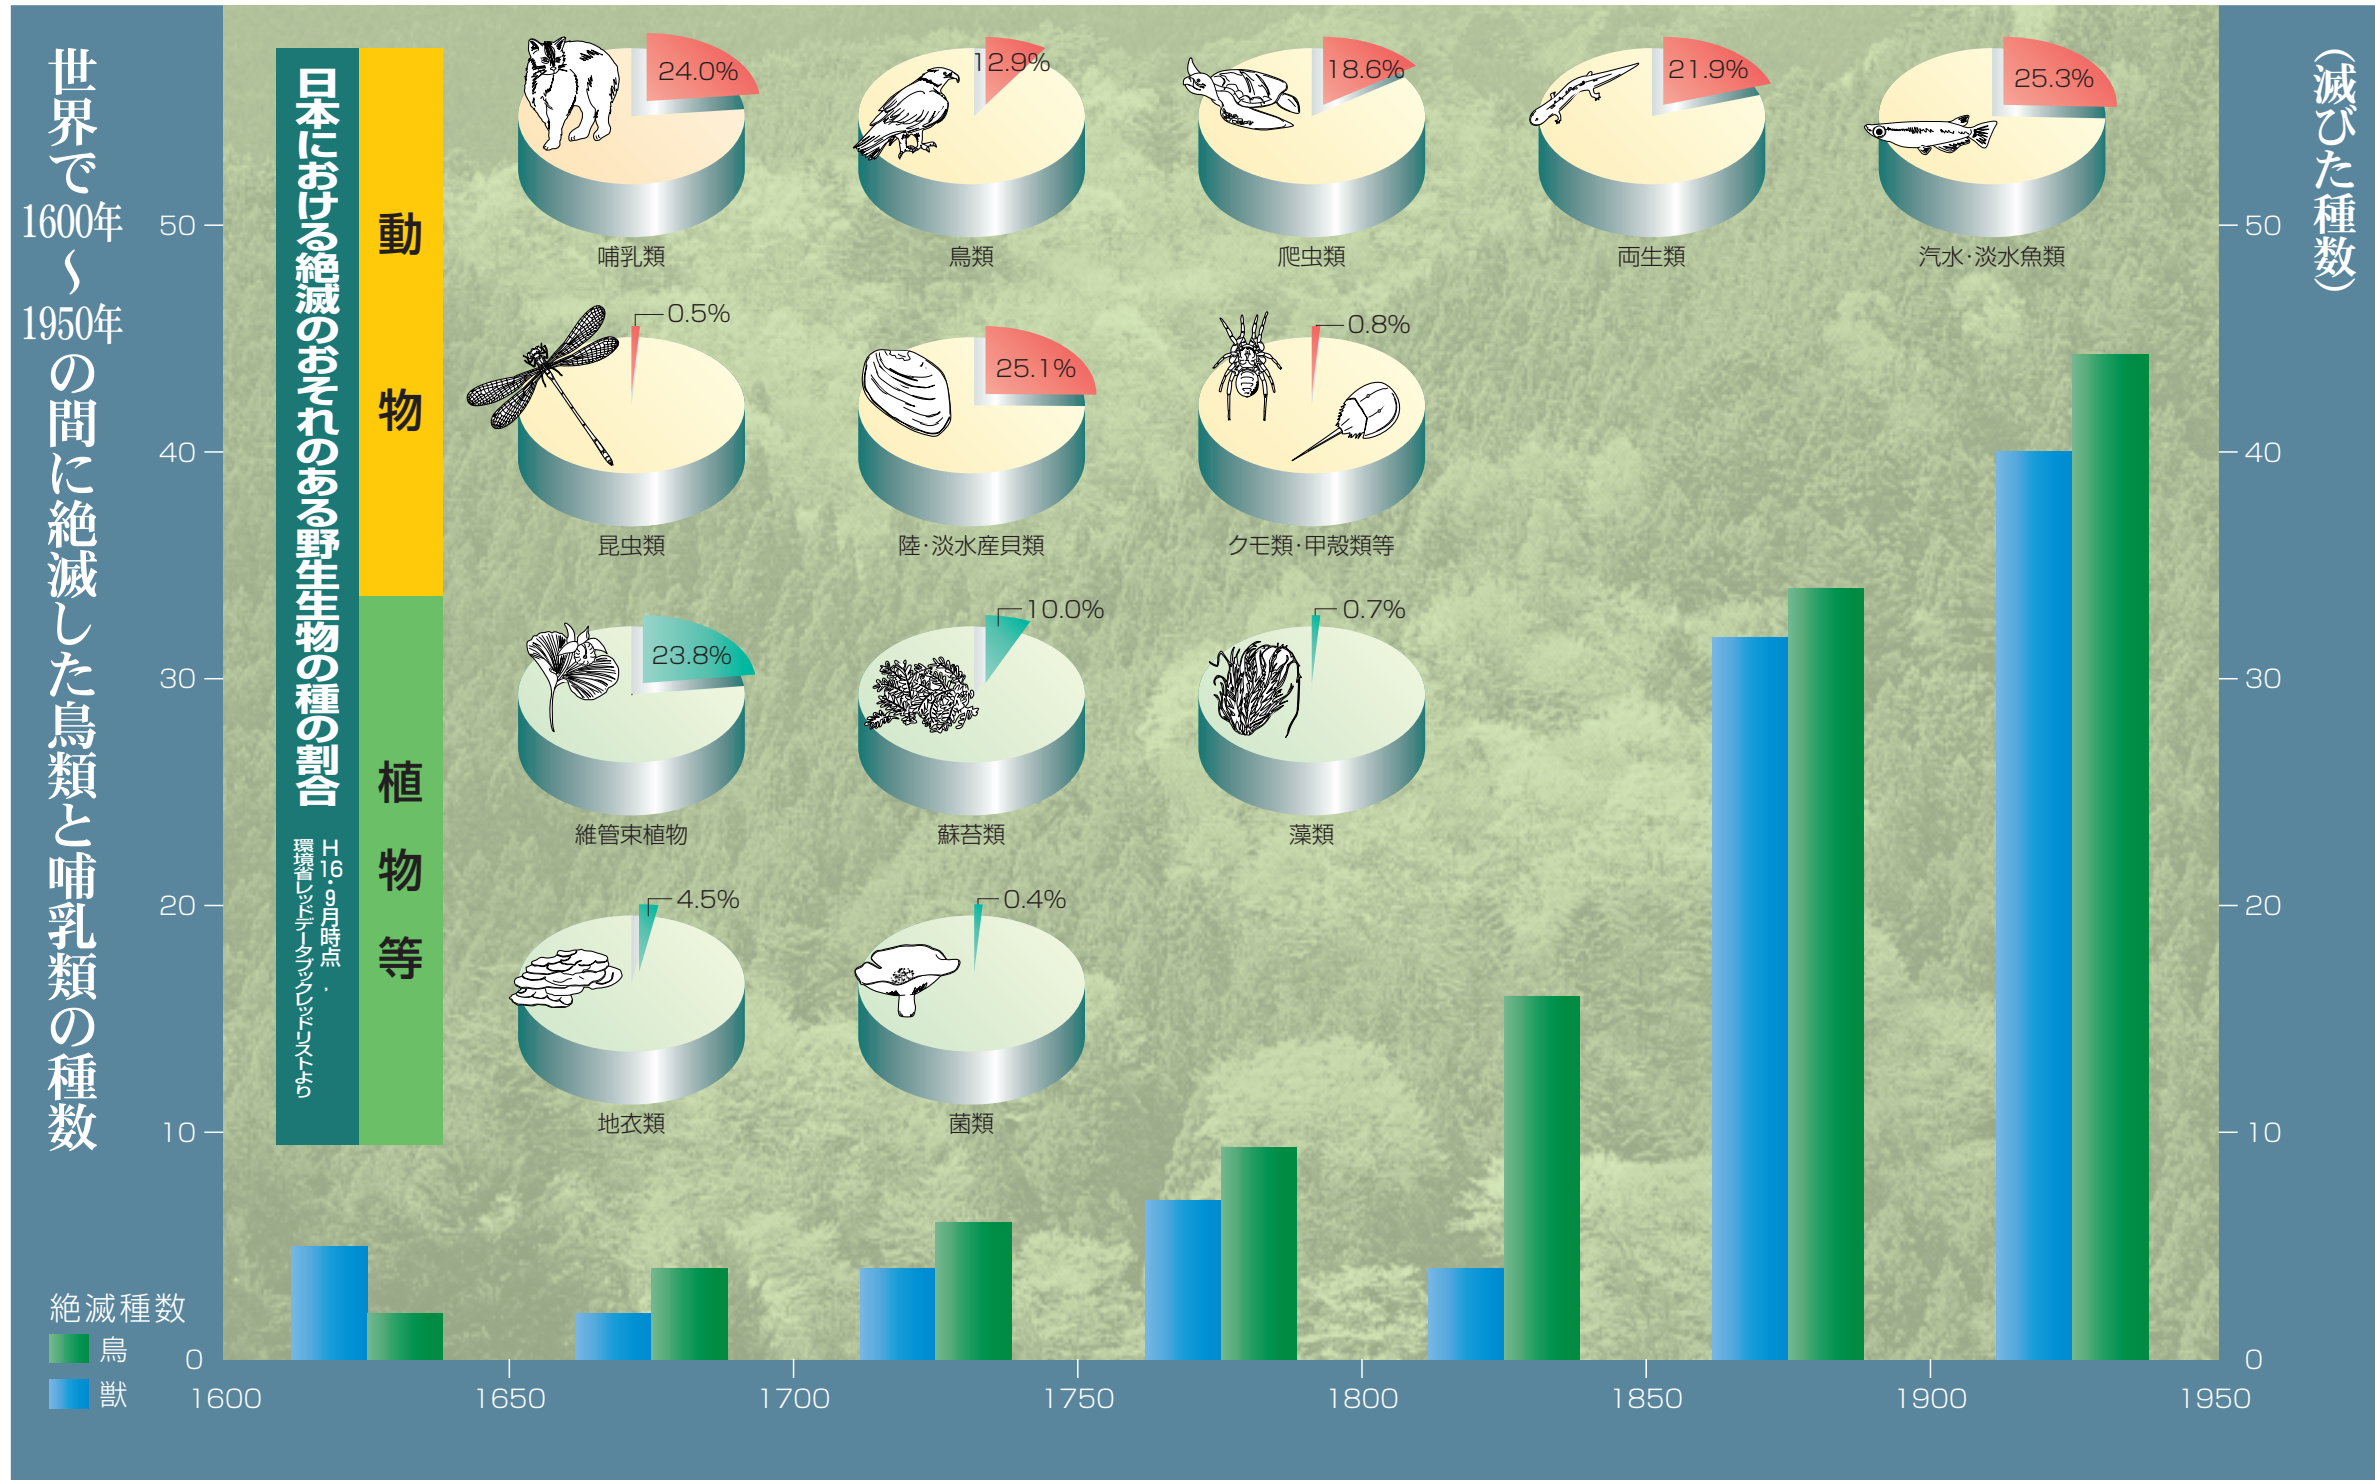 世界で1600年～1950年の間に絶滅した鳥類と哺乳類の種数
（滅びた種数）
日本における絶滅のおそれのある野生生物の種の割合
H16・9月時点
環境省レッドデータブックレッドリストより
動物
24.0%
哺乳類
12.9%
鳥類
18.6%
爬虫類
21.9%
両生類
25.3%
汽水・淡水魚類
0.5%
昆虫類
25.1%
陸・淡水産貝類
0.8%
クモ類・甲殻類等
植物等
23.8%
維管束植物
10.0%
蘇苔類
0.7%
藻類
4.5%
地衣類
0.4%
菌類
50
40
30
20
10
0
50
40
30
20
10
0
絶滅種数
鳥
獣
1600
1650
1700
1750
1800
1850
1900
1950